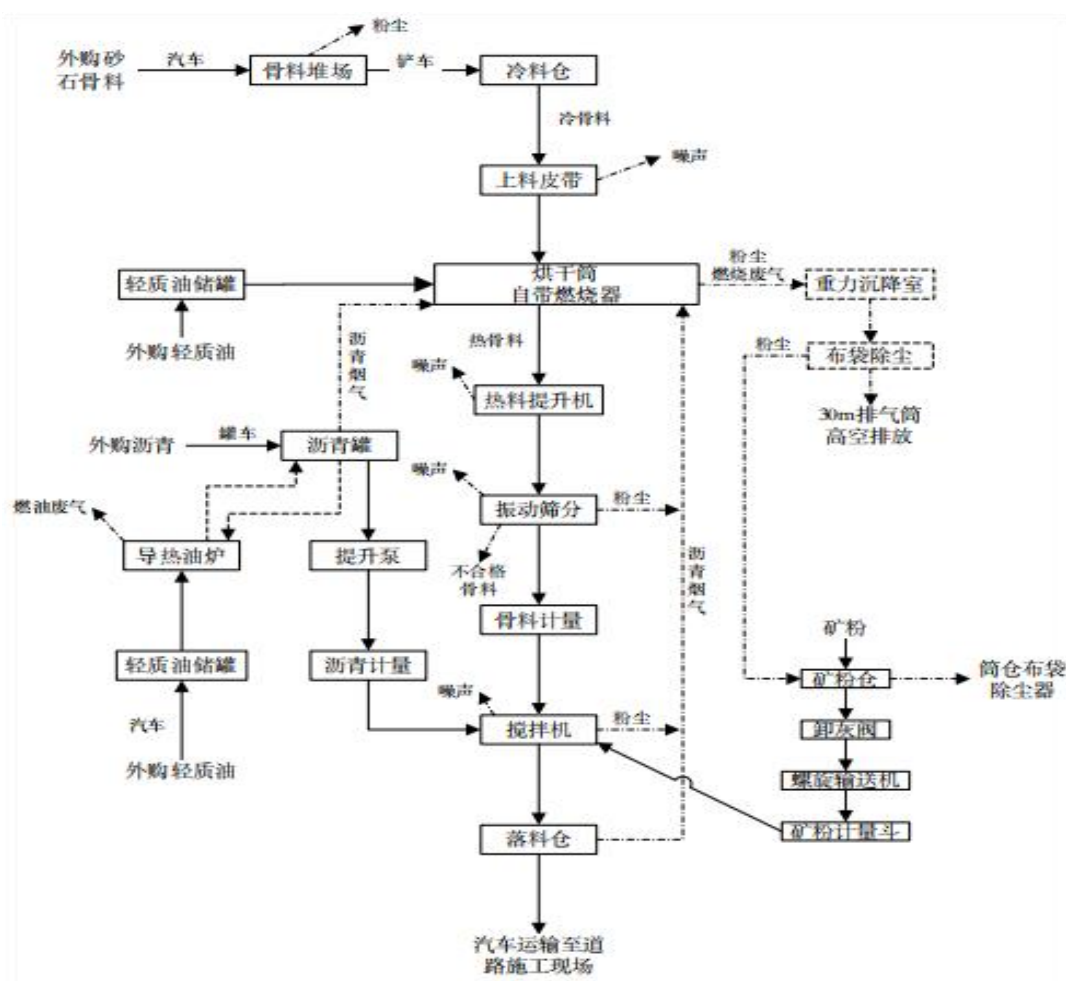 粉尘
外购砂
石骨料
汽车
骨料堆场
铲车
冷料仓
冷骨料
上料皮带
噪声
轻质油储罐
外购轻质油
烘干筒
自带燃烧器
粉尘
燃烧废气
重力沉降室
粉尘
布袋除尘
30m排气筒
高空排放
沥
青
烟
气
热骨料
噪声
热料提升机
外购沥青
罐车
沥青罐
噪声
振动筛分
粉尘
不合格
骨料
燃油废气
导热油炉
提升泵
沥
青
烟
气
骨料计量
轻质油储罐
沥青计量
汽车
外购轻质油
噪声
搅拌机
粉尘
矿粉
矿粉仓
筒仓布袋
除尘器
卸灰阀
螺旋输送机
矿粉计量斗
落料仓
汽车运输至道
路施工现场